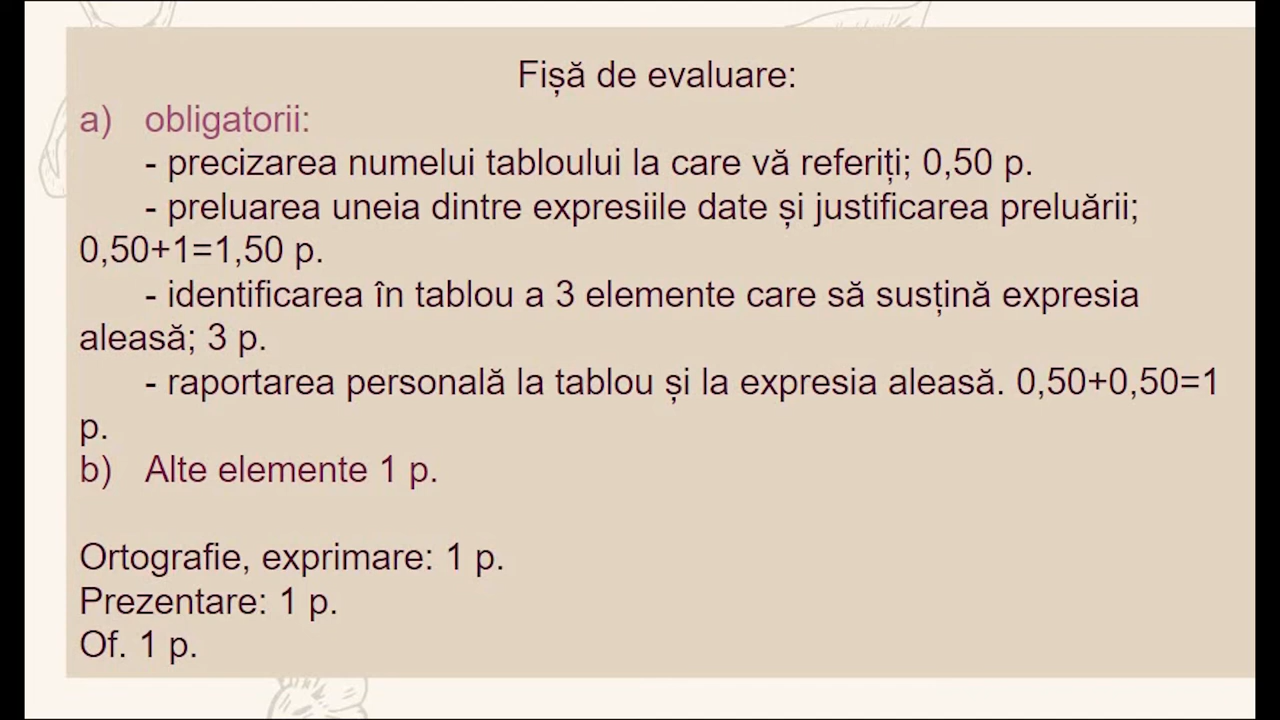 Fișă de evaluare:
a) obligatorii:
- precizarea numelui tabloului la care vă referiți; 0,50 p.
- preluarea uneia dintre expresiile date și justificarea preluării;
0,50+1=1,50 p.
- identificarea în tablou a 3 elemente care să susțină expresia
aleasă; 3 p.
- raportarea personală la tablou și la expresia aleasă. 0,50+0,50=1
p.
b) Alte elemente 1 p.
Ortografie, exprimare: 1 p.
Prezentare: 1 p.
Of. 1 p.